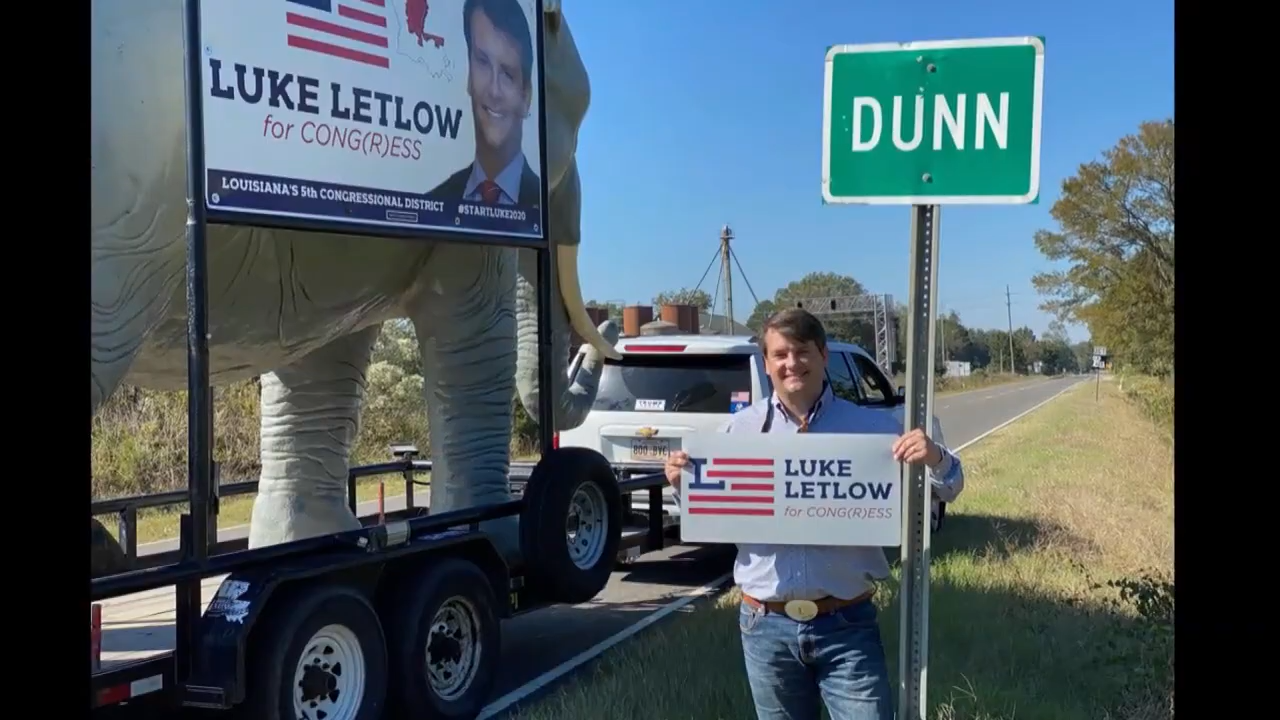 LUKE LETLOW
for CONG(R)ESS
LOUISIANA'S 5th CONGRESSIONAL DISTRICT
#STARTLUKE2020
DUNN
TRUMP
L
LUKE
LETLOW
for CONG(R)ESS